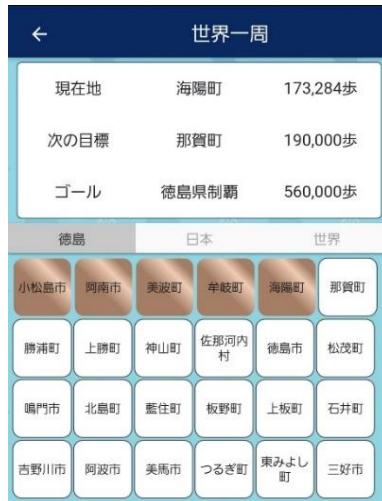 ←
世界一周
現在地 海陽町 173,284歩
次の目標 那賀町 190,000歩
ゴール 徳島県制覇 560,000歩
徳島 日本 世界
小松島市 阿南市 美波町 牟岐町 海陽町 那賀町
勝浦町 上勝町 神山町 佐那河内村 徳島市 松茂町
鳴門市 北島町 藍住町 板野町 上板町 石井町
吉野川市 阿波市 美馬市 つるぎ町 東みよし町 三好市